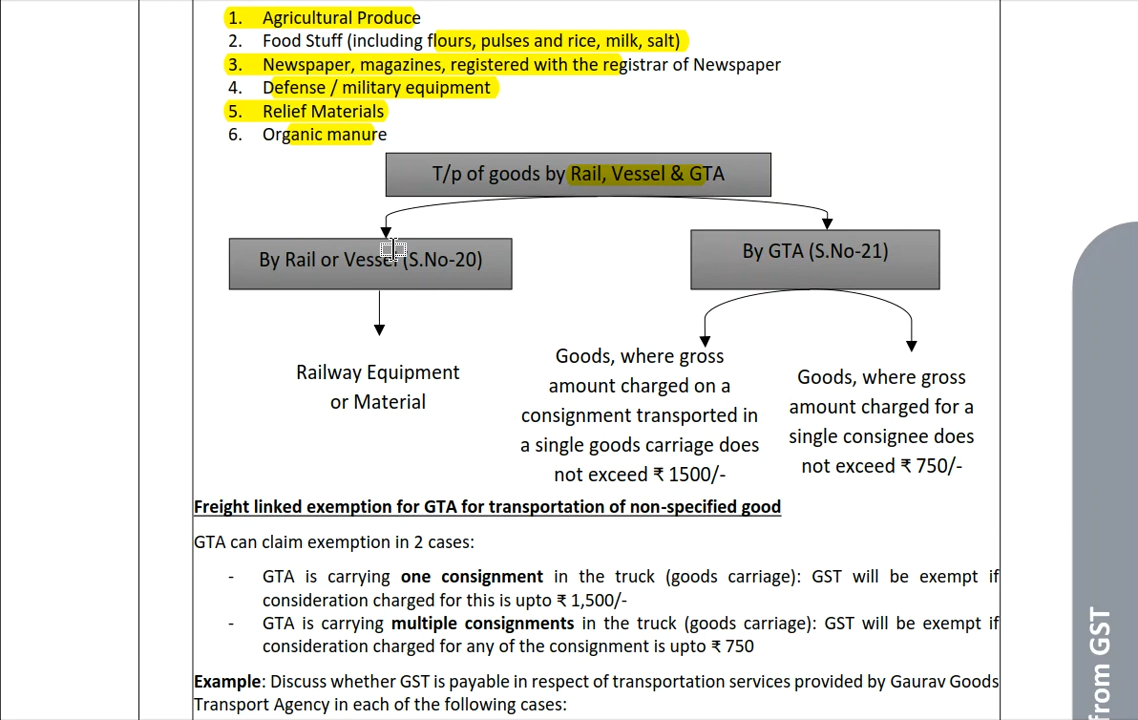 1. Agricultural Produce
2. Food Stuff (including flours, pulses and rice, milk, salt)
3. Newspaper, magazines, registered with the registrar of Newspaper
4. Defense / military equipment
5. Relief Materials
6. Organic manure
T/p of goods by Rail, Vessel & GTA
By Rail or Vessel (S.No-20)
By GTA (S.No-21)
Railway Equipment
or Material
Goods, where gross
amount charged on a
consignment transported in
a single goods carriage does
not exceed ₹ 1500/-
Goods, where gross
amount charged for a
single consignee does
not exceed ₹ 750/-
Freight linked exemption for GTA for transportation of non-specified good
GTA can claim exemption in 2 cases:
- GTA is carrying one consignment in the truck (goods carriage): GST will be exempt if
consideration charged for this is upto ₹ 1,500/-
- GTA is carrying multiple consignments in the truck (goods carriage): GST will be exempt if
consideration charged for any of the consignment is upto ₹ 750
Example: Discuss whether GST is payable in respect of transportation services provided by Gaurav Goods
Transport Agency in each of the following cases:
from GST